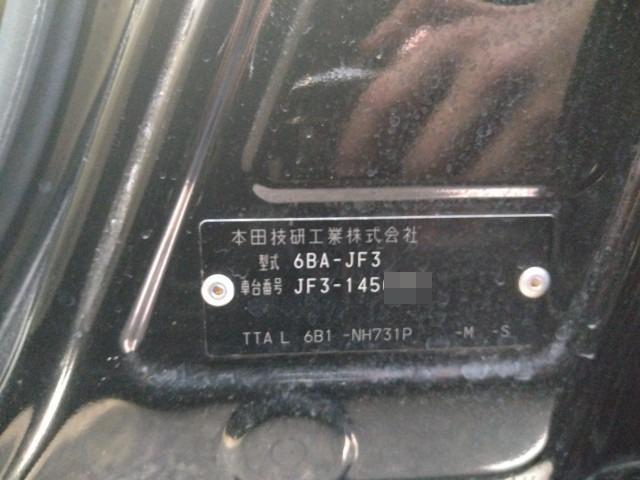 本田技研工業株式会社
型式 6BA-JF3
車台番号 JF3-145
TTA L 6B1 -NH731P -M -S